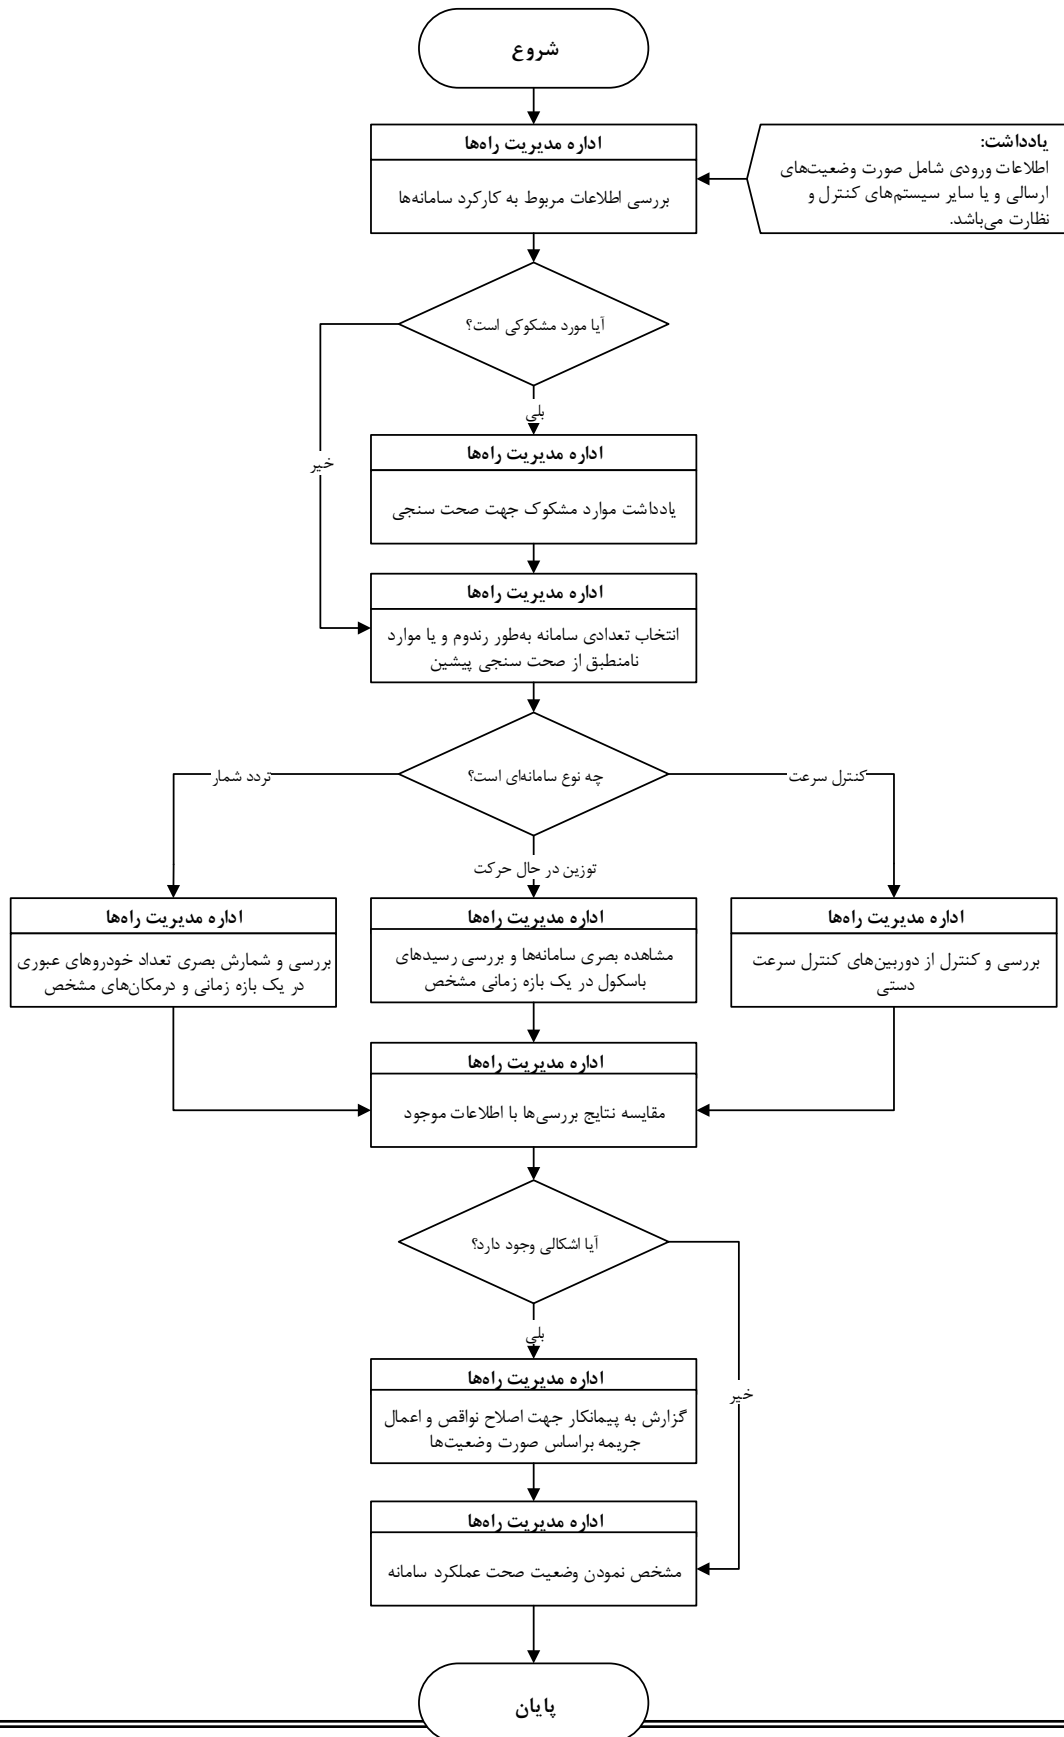 شروع
اداره مدیریت راه‌ها
بررسی اطلاعات مربوط به کارکرد سامانه‌ها
یادداشت:
اطلاعات ورودی شامل صورت وضعیت‌های
ارسالی و یا سایر سیستم‌های کنترل و
نظارت می‌باشد.
آیا مورد مشکوکی است؟
بلی
خیر
اداره مدیریت راه‌ها
یادداشت موارد مشکوک جهت صحت سنجی
اداره مدیریت راه‌ها
انتخاب تعدادی سامانه به‌طور رندوم و یا موارد
نامنطبق از صحت سنجی پیشین
چه نوع سامانه‌ای است؟
کنترل سرعت
تردد شمار
توزین در حال حرکت
اداره مدیریت راه‌ها
بررسی و کنترل از دوربین‌های کنترل سرعت
دستی
اداره مدیریت راه‌ها
مشاهده بصری سامانه‌ها و بررسی رسیدهای
باسکول در یک بازه زمانی مشخص
اداره مدیریت راه‌ها
بررسی و شمارش بصری تعداد خودروهای عبوری
در یک بازه زمانی و درمکان‌های مشخص
اداره مدیریت راه‌ها
مقایسه نتایج بررسی‌ها با اطلاعات موجود
آیا اشکالی وجود دارد؟
بلی
خیر
اداره مدیریت راه‌ها
گزارش به پیمانکار جهت اصلاح نواقص و اعمال
جریمه براساس صورت وضعیت‌ها
اداره مدیریت راه‌ها
مشخص نمودن وضعیت صحت عملکرد سامانه
پایان